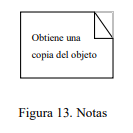 Obtiene una
copia del objeto
Figura 13. Notas